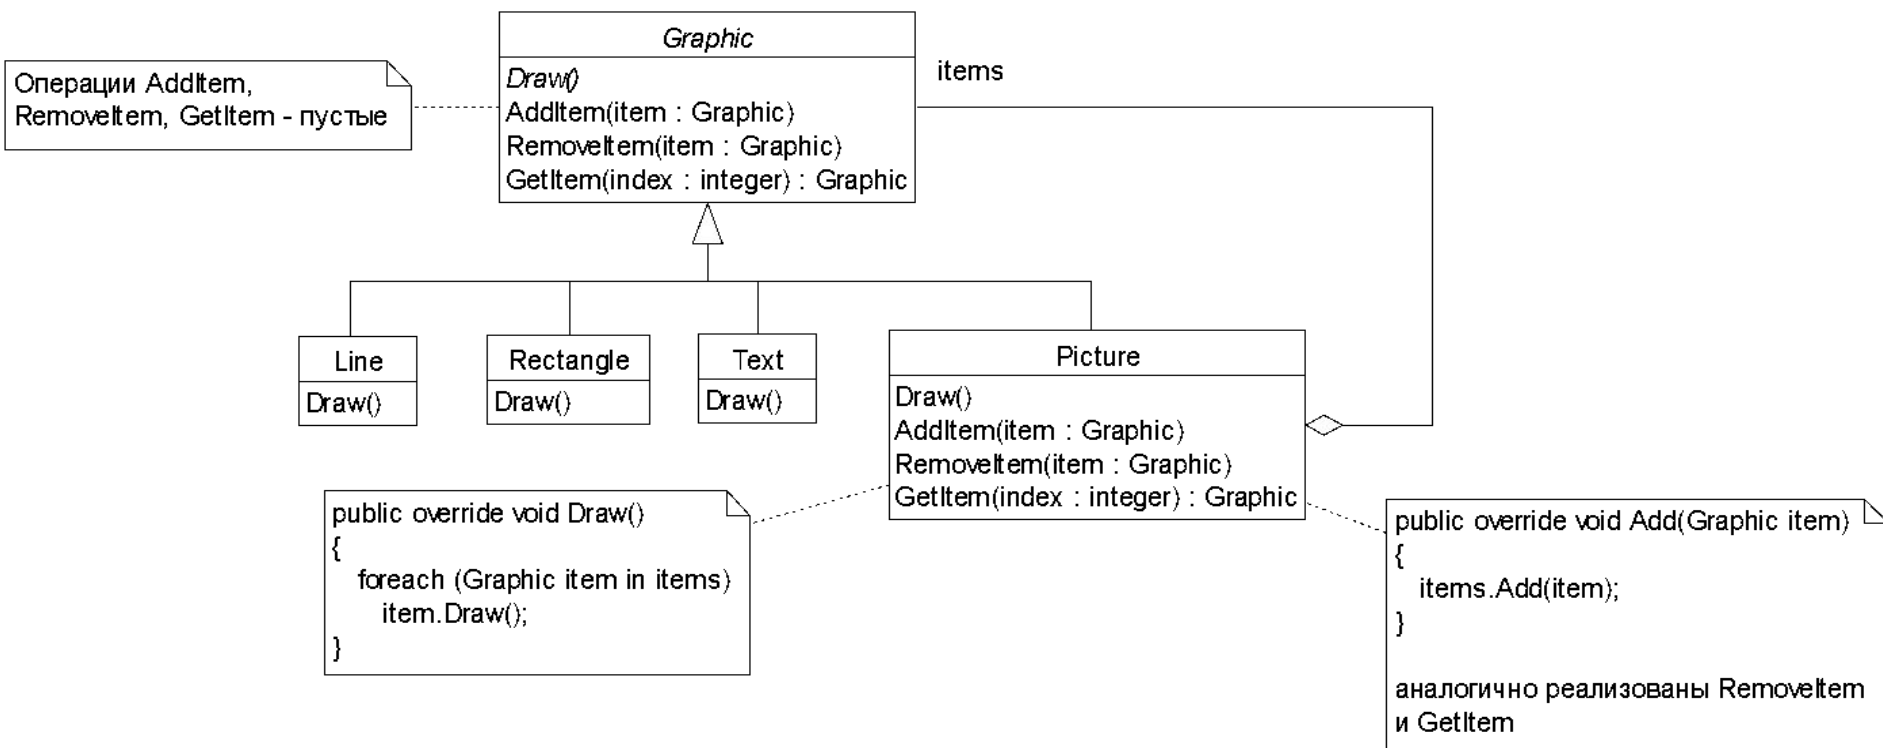 Graphic
Draw()
AddItem(item : Graphic)
RemoveItem(item : Graphic)
GetItem(index : integer) : Graphic
items
Операции AddItem,
RemoveItem, GetItem - пустые
Line
Draw()
Rectangle
Draw()
Text
Draw()
Picture
Draw()
AddItem(item : Graphic)
RemoveItem(item : Graphic)
GetItem(index : integer) : Graphic
public override void Draw()
{
foreach (Graphic item in items)
item.Draw();
}
public override void Add(Graphic item)
{
items.Add(item);
}
аналогично реализованы RemoveItem
и GetItem